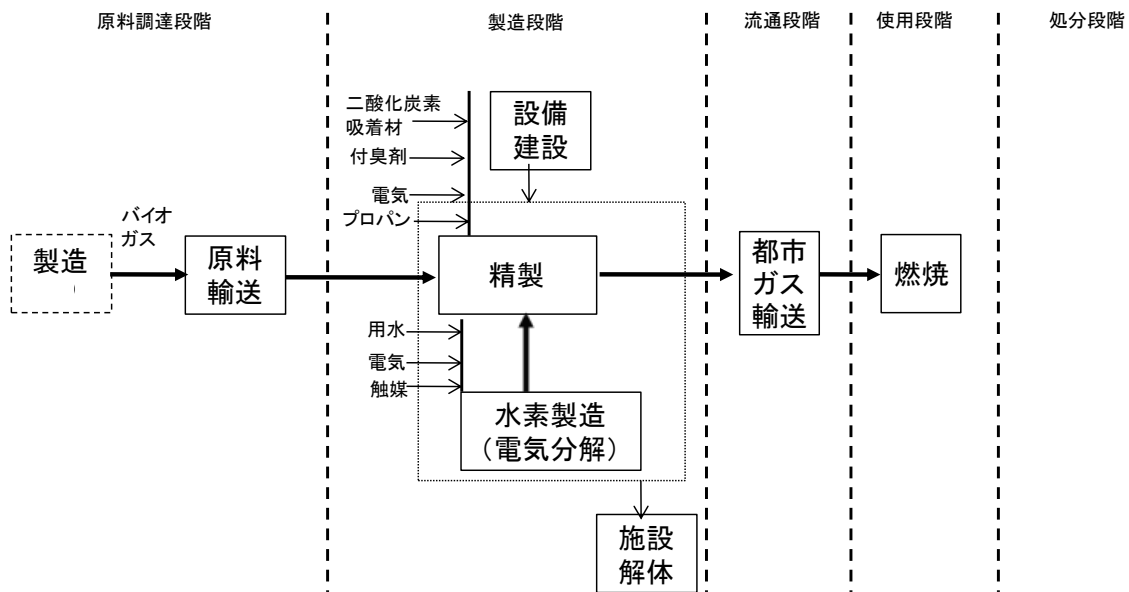 原料調達段階
製造段階
流通段階
使用段階
処分段階
二酸化炭素
吸着材
付臭剤
電気
プロパン
設備
建設
バイオ
ガス
製造
原料
輸送
精製
都市
ガス
輸送
燃焼
用水
電気
触媒
水素製造
(電気分解)
施設
解体